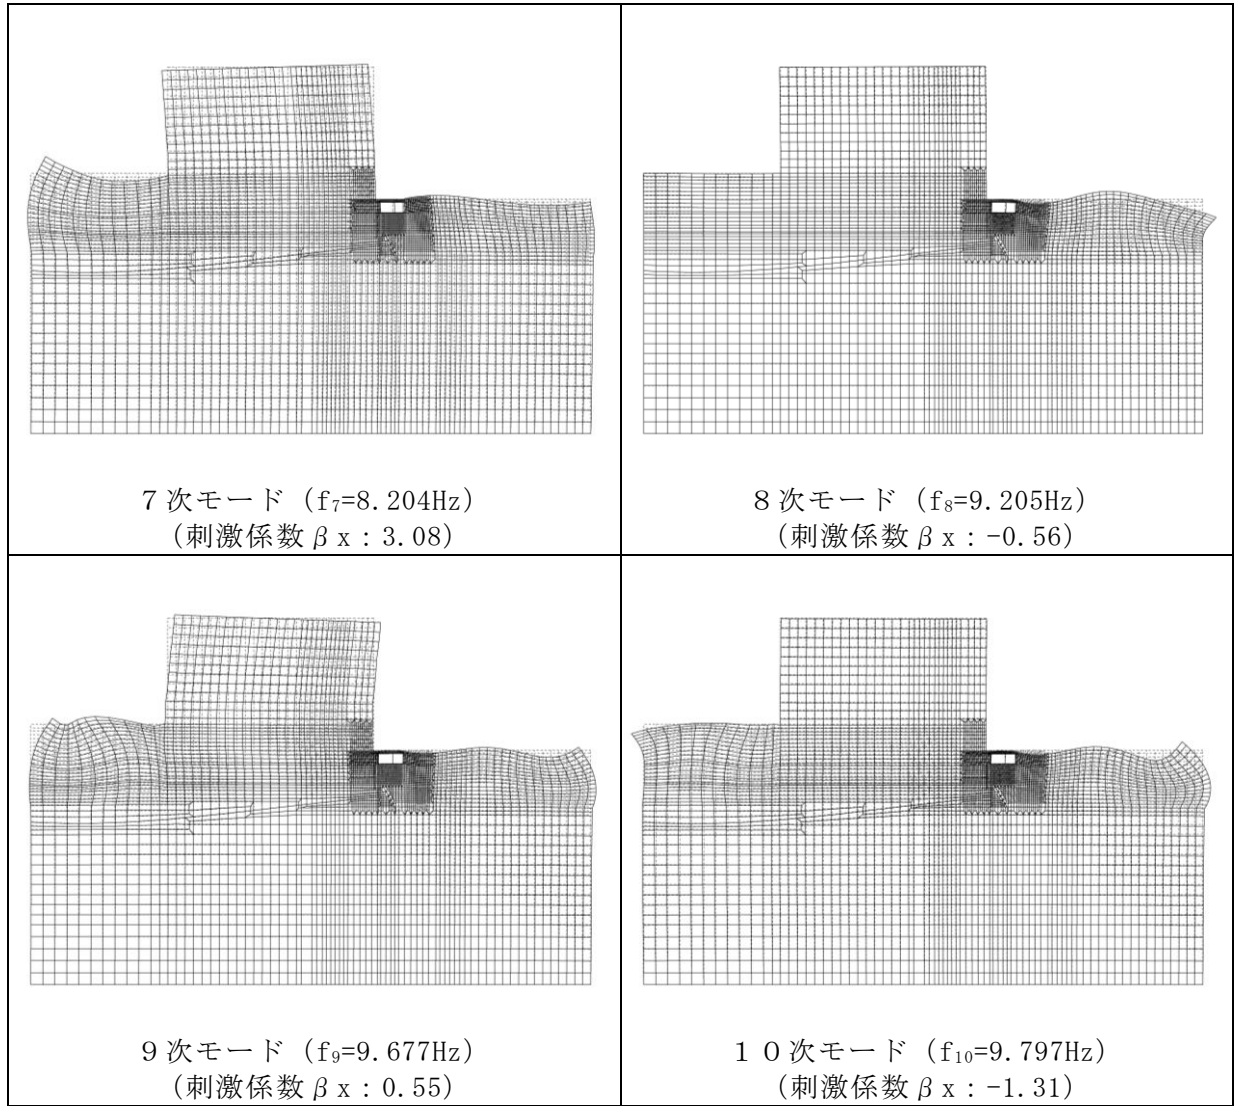 7次モード（f₇=8.204Hz）
（刺激係数βx：3.08）
8次モード（f₈=9.205Hz）
（刺激係数βx：-0.56）
9次モード（f₉=9.677Hz）
（刺激係数βx：0.55）
10次モード（f₁₀=9.797Hz）
（刺激係数βx：-1.31）